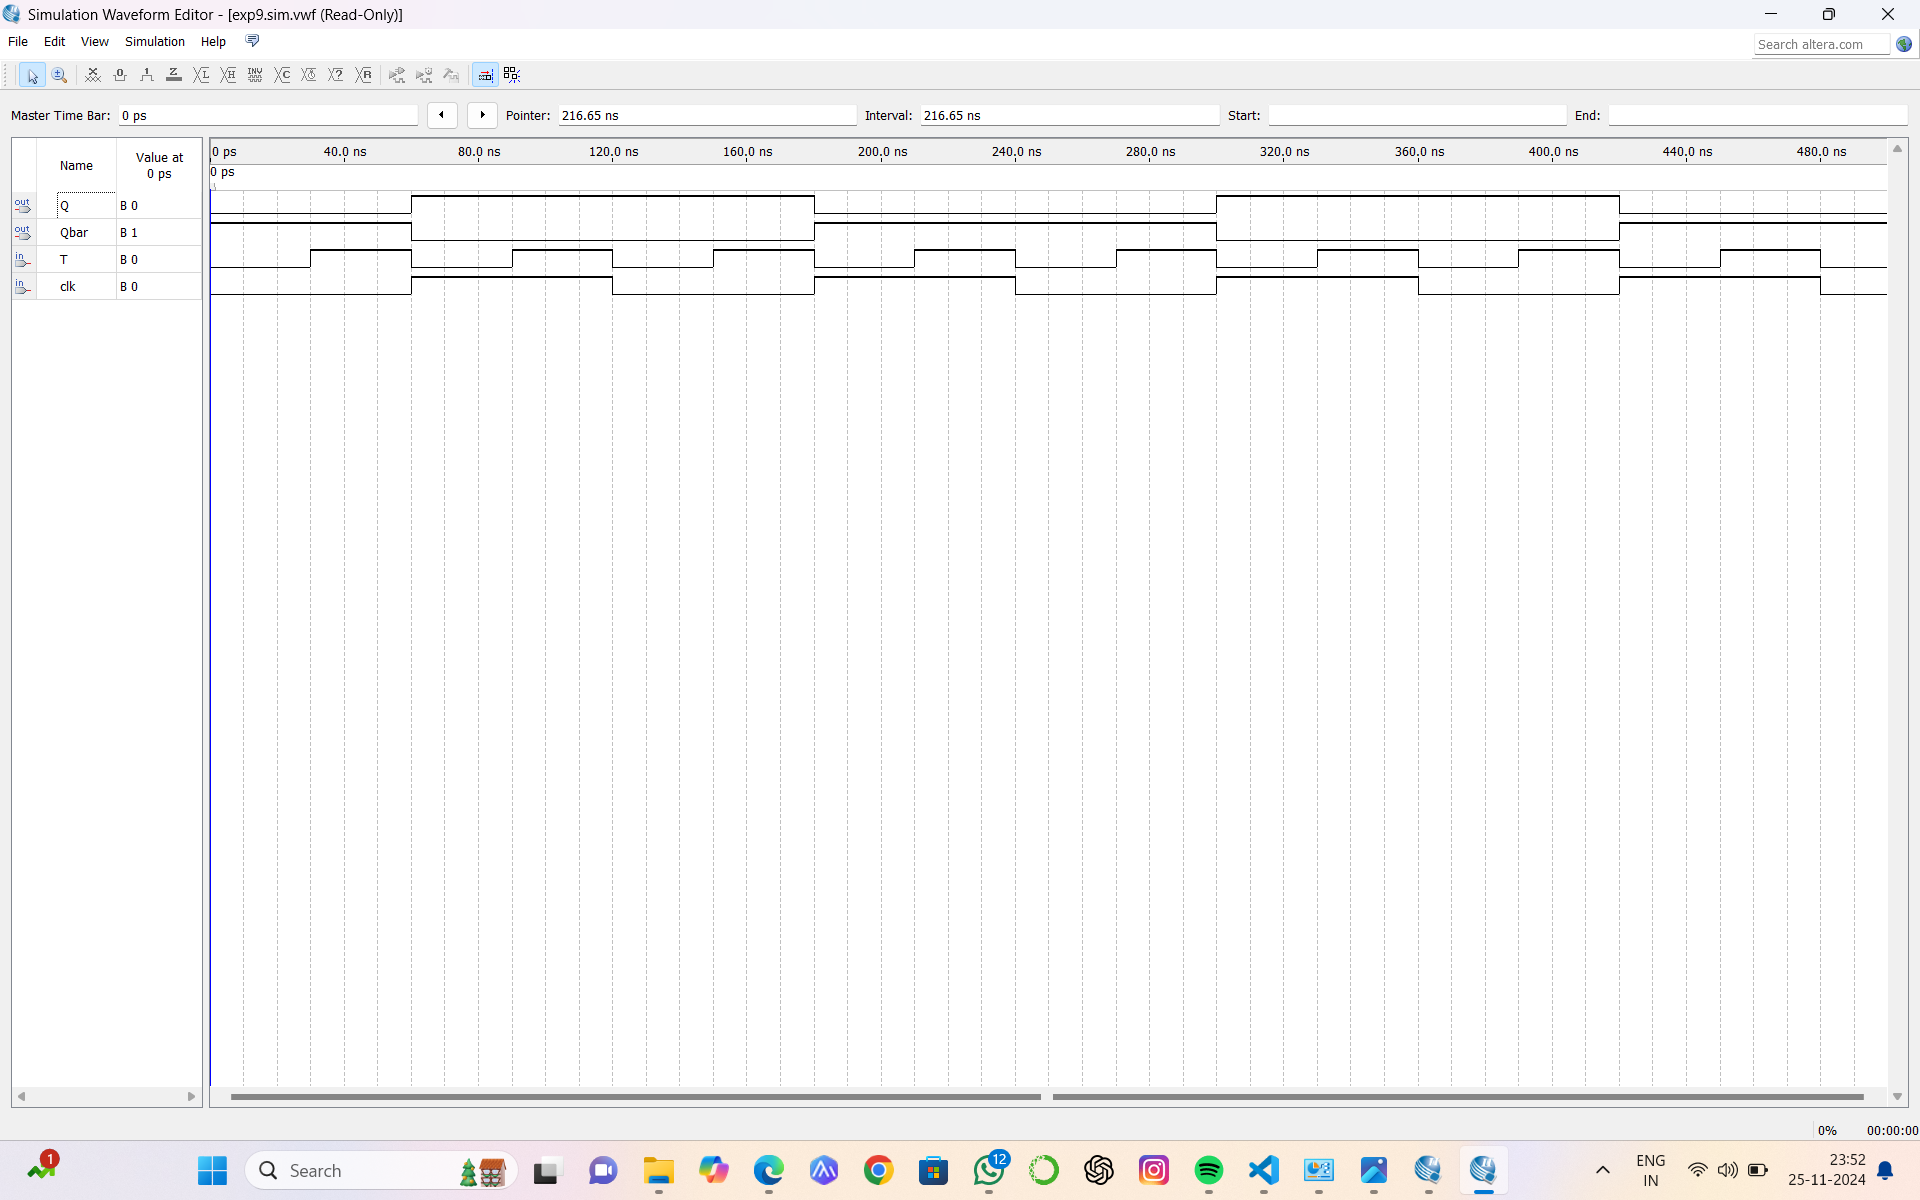 Simulation Waveform Editor - [exp9.sim.vwf (Read-Only)]
File Edit View Simulation Help
Search altera.com
Master Time Bar: 0 ps Pointer: 216.65 ns Interval: 216.65 ns Start: End:
Name Value at 0 ps
0 ps 40.0 ns 80.0 ns 120.0 ns 160.0 ns 200.0 ns 240.0 ns 280.0 ns 320.0 ns 360.0 ns 400.0 ns 440.0 ns 480.0 ns
0 ps
out Q B 0
out Qbar B 1
in T B 0
in clk B 0
0% 00:00:00
1 Search 12 ENG IN 23:52
25-11-2024